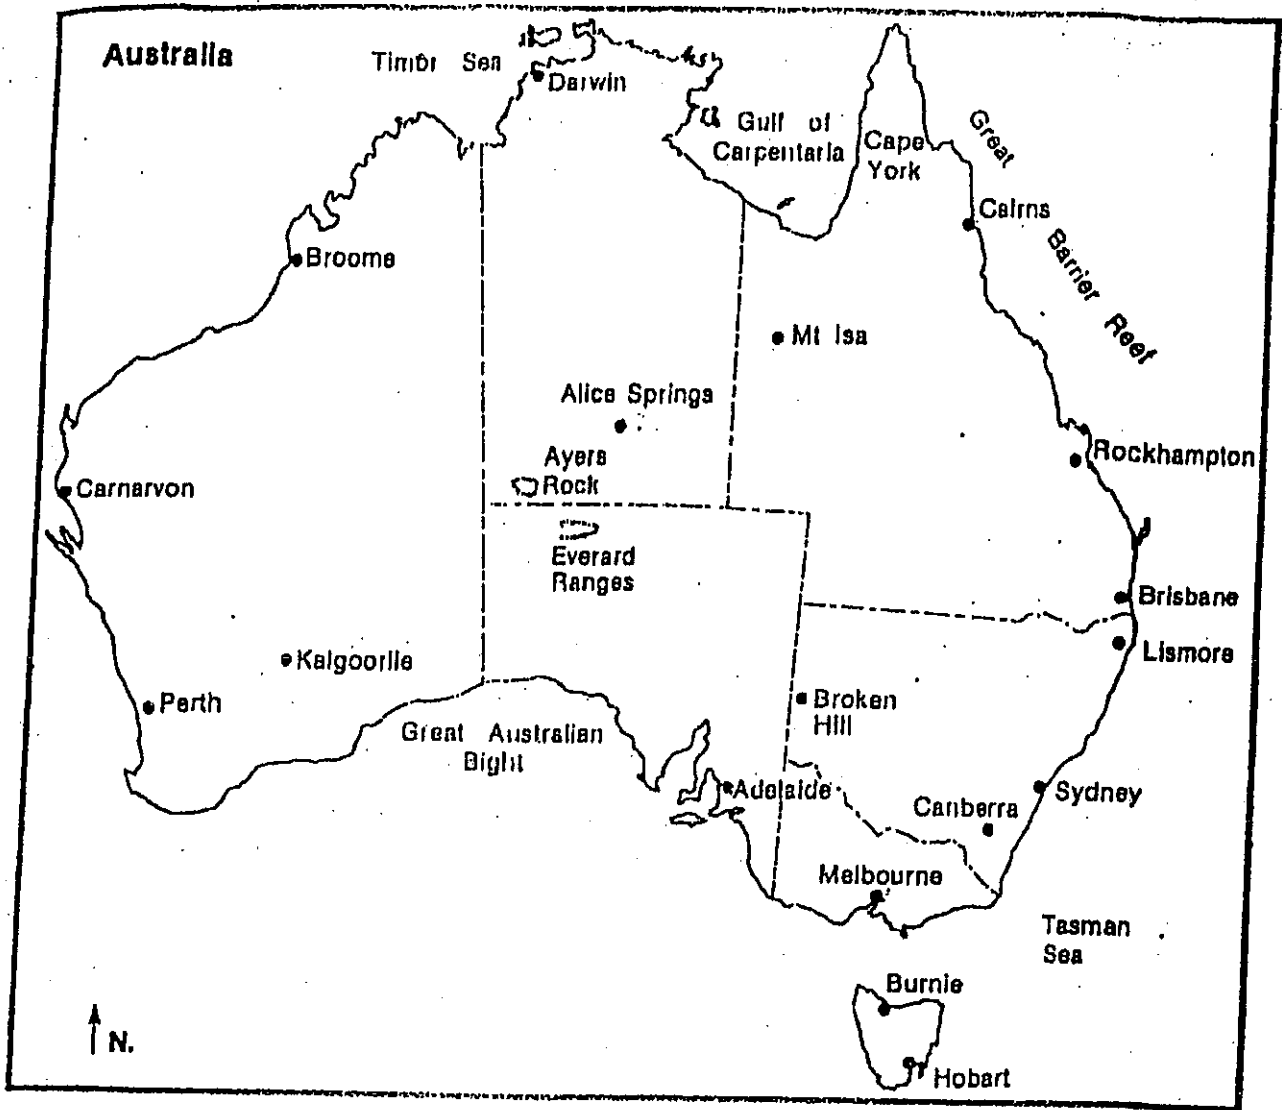 Australia
Timor Sea
Darwin
Gulf of
Carpentaria
Cape
York
Great
Barrier Reef
Cairns
Broome
Mt Isa
Alice Springs
Ayers
Rock
Rockhampton
Carnarvon
Everard
Ranges
Brisbane
Lismore
Kalgoorlie
Perth
Broken
Hill
Great Australian
Bight
Adelaide
Sydney
Canberra
Melbourne
Tasman
Sea
Burnie
Hobart
N.